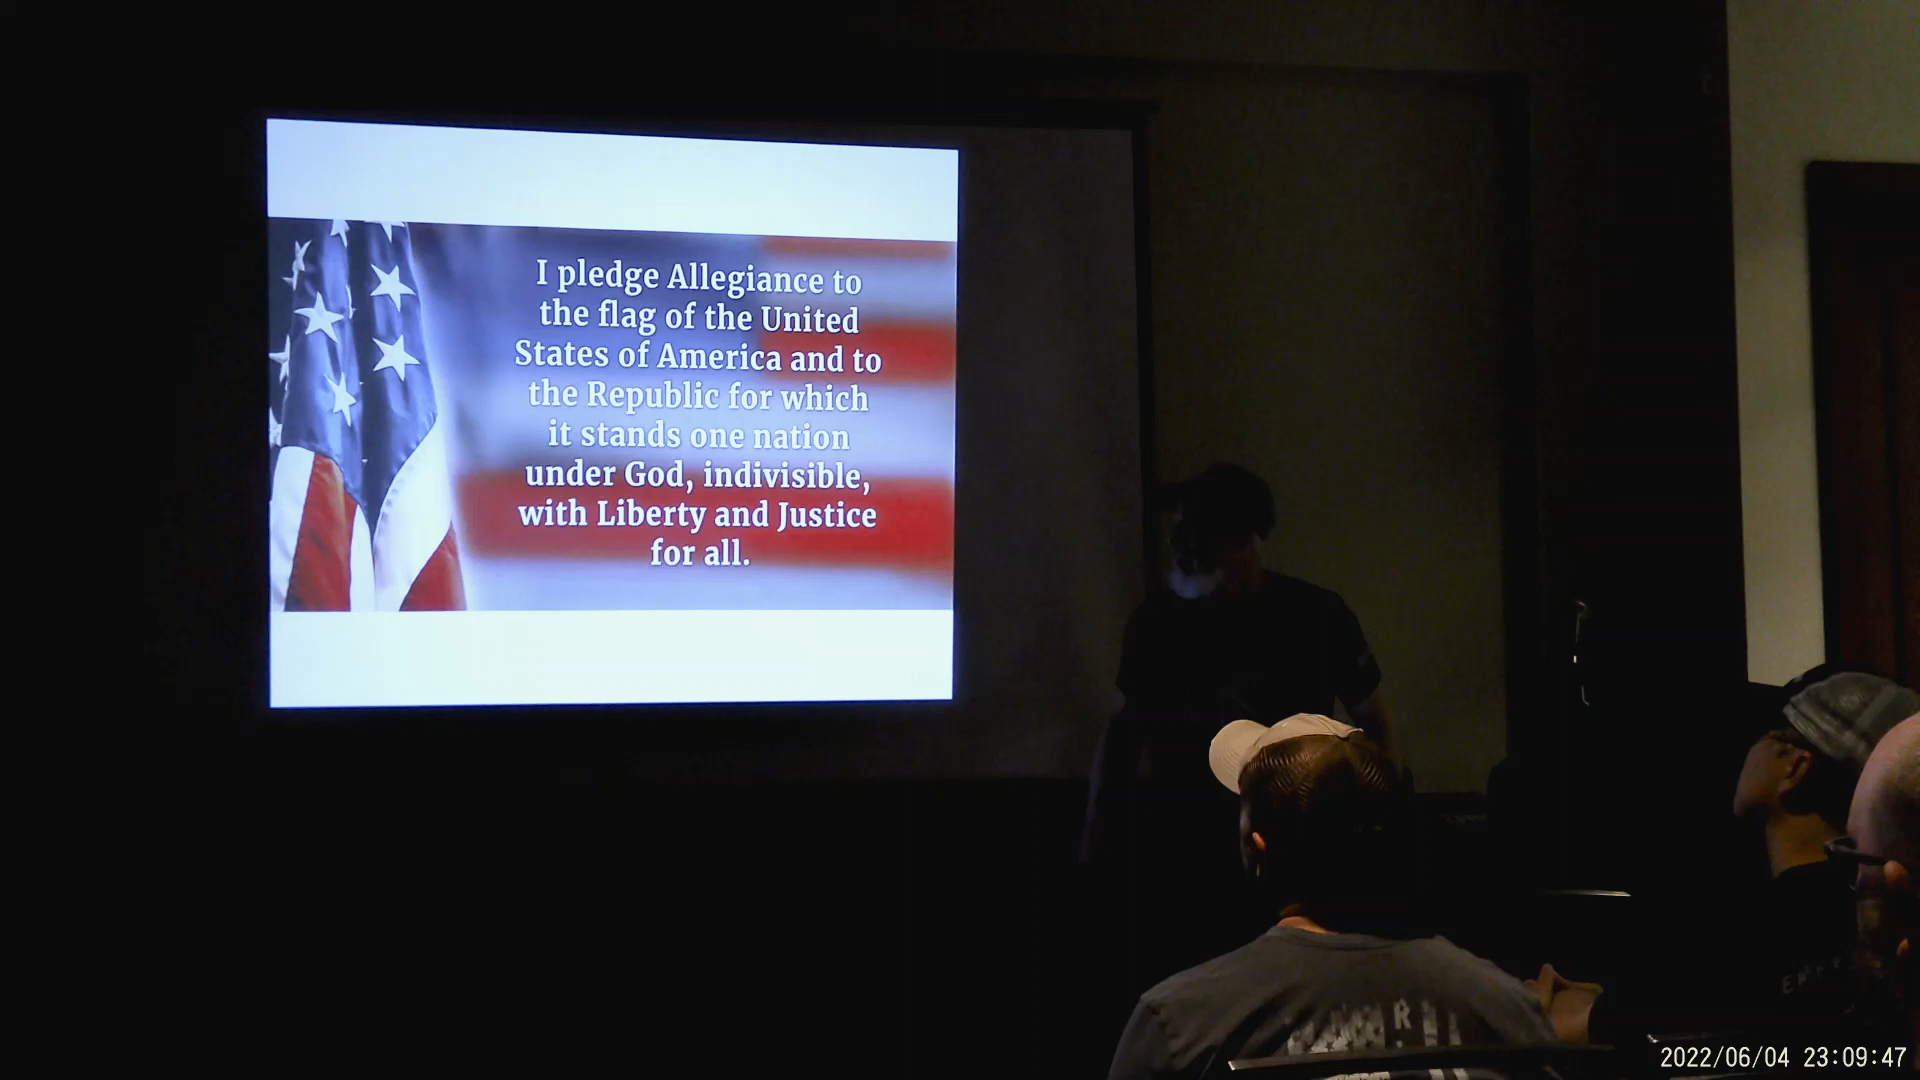 I pledge Allegiance to
the flag of the United
States of America and to
the Republic for which
it stands one nation
under God, indivisible,
with Liberty and Justice
for all.
2022/06/04 23:09:47